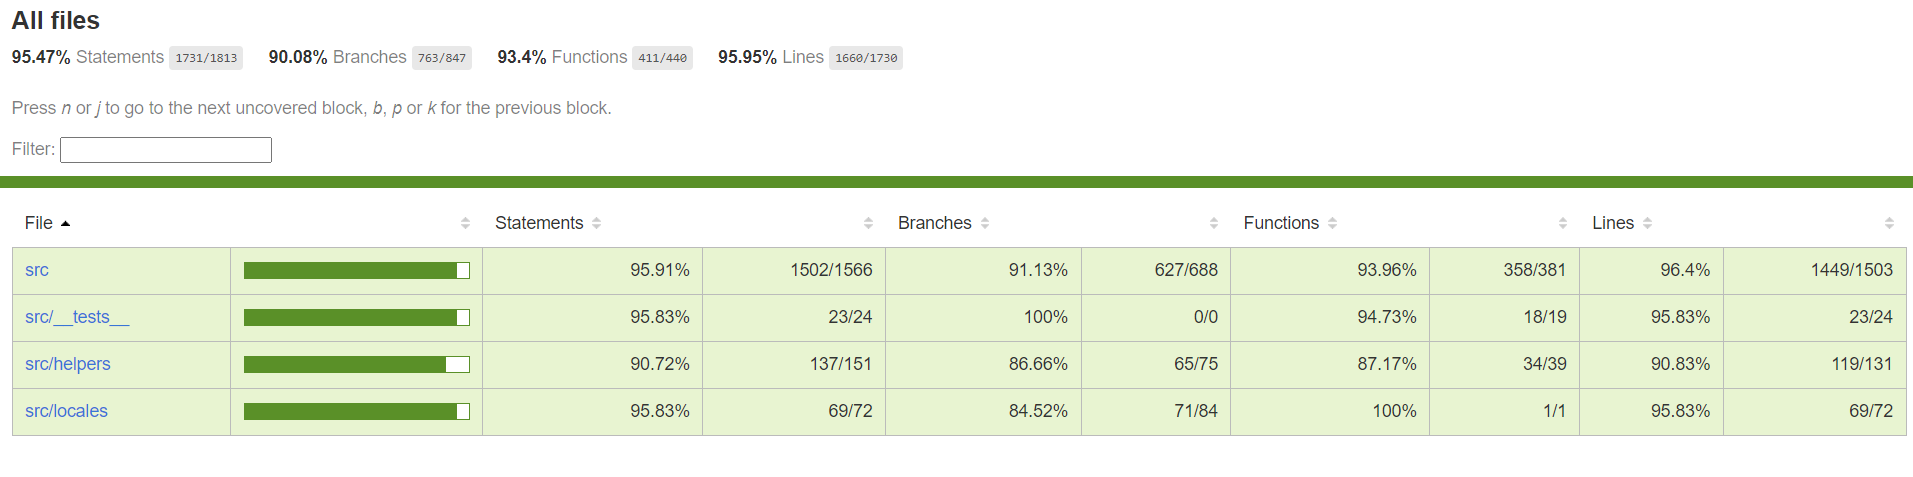 All files
95.47% Statements 1731/1813 90.08% Branches 763/847 93.4% Functions 411/440 95.95% Lines 1660/1730
Press n or j to go to the next uncovered block, b, p or k for the previous block.
Filter:
File Statements Branches Functions Lines
src 95.91% 1502/1566 91.13% 627/688 93.96% 358/381 96.4% 1449/1503
src/__tests__ 95.83% 23/24 100% 0/0 94.73% 18/19 95.83% 23/24
src/helpers 90.72% 137/151 86.66% 65/75 87.17% 34/39 90.83% 119/131
src/locales 95.83% 69/72 84.52% 71/84 100% 1/1 95.83% 69/72